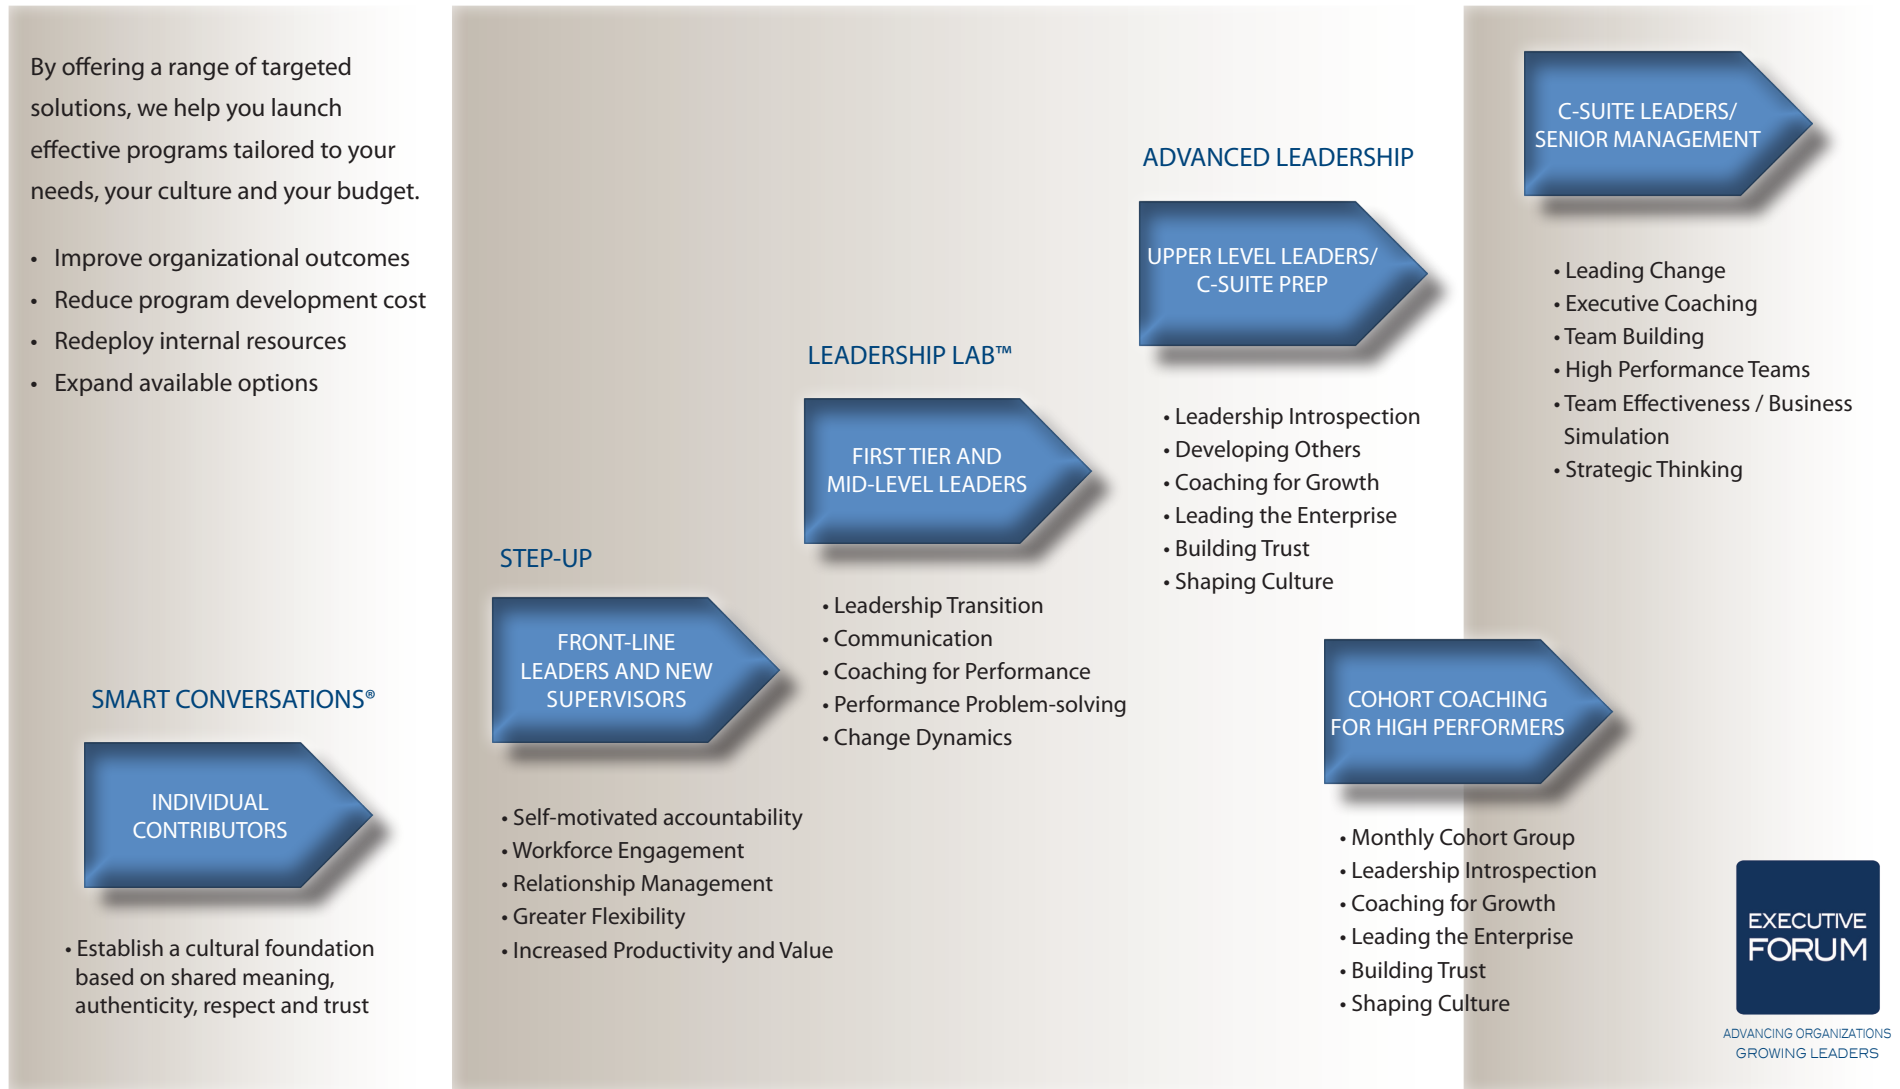 By offering a range of targeted
solutions, we help you launch
effective programs tailored to your
needs, your culture and your budget.
• Improve organizational outcomes
• Reduce program development cost
• Redeploy internal resources
• Expand available options
SMART CONVERSATIONS®
INDIVIDUAL
CONTRIBUTORS
• Establish a cultural foundation
based on shared meaning,
authenticity, respect and trust
STEP-UP
FRONT-LINE
LEADERS AND NEW
SUPERVISORS
• Self-motivated accountability
• Workforce Engagement
• Relationship Management
• Greater Flexibility
• Increased Productivity and Value
LEADERSHIP LAB™
FIRST TIER AND
MID-LEVEL LEADERS
• Leadership Transition
• Communication
• Coaching for Performance
• Performance Problem-solving
• Change Dynamics
ADVANCED LEADERSHIP
UPPER LEVEL LEADERS/
C-SUITE PREP
• Leadership Introspection
• Developing Others
• Coaching for Growth
• Leading the Enterprise
• Building Trust
• Shaping Culture
C-SUITE LEADERS/
SENIOR MANAGEMENT
• Leading Change
• Executive Coaching
• Team Building
• High Performance Teams
• Team Effectiveness / Business
Simulation
• Strategic Thinking
COHORT COACHING
FOR HIGH PERFORMERS
• Monthly Cohort Group
• Leadership Introspection
• Coaching for Growth
• Leading the Enterprise
• Building Trust
• Shaping Culture
EXECUTIVE
FORUM
ADVANCING ORGANIZATIONS
GROWING LEADERS